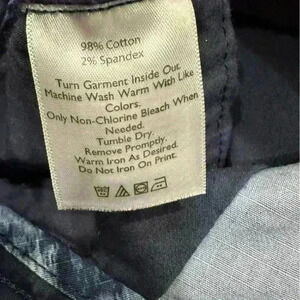 98% Cotton
2% Spandex
Turn Garment Inside Out
Machine Wash Warm With Like
Colors.
Only Non-Chlorine Bleach When
Needed.
Tumble Dry.
Remove Promptly.
Warm Iron As Desired.
Do Not Iron On Print.